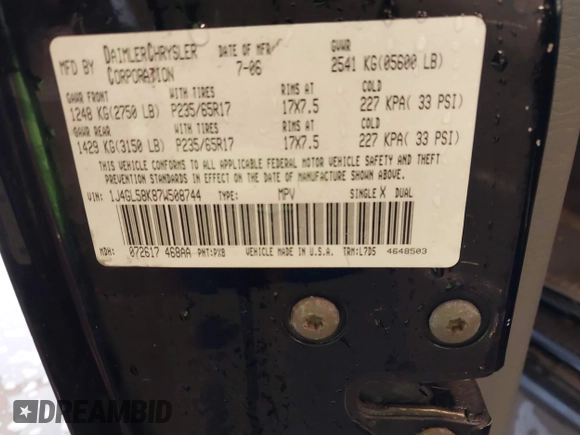 MFD BY DAIMLERCHRYSLER CORPORATION DATE OF MFR 7-06 GVWR 2541 KG(05600 LB)
GAWR FRONT WITH TIRES RIMS AT COLD
1248 KG(2750 LB) P235/65R17 17X7.5 227 KPA( 33 PSI)
GAWR REAR WITH TIRES RIMS AT COLD
1429 KG(3150 LB) P235/65R17 17X7.5 227 KPA( 33 PSI)
THIS VEHICLE CONFORMS TO ALL APPLICABLE FEDERAL MOTOR VEHICLE SAFETY AND THEFT
PREVENTION STANDARDS IN EFFECT ON THE DATE OF MANUFACTURE SHOWN ABOVE.
VIN: 1J4GL58K87W508744 TYPE: MPV SINGLE X DUAL
MDH: 072617 468AA PNT:PXB VEHICLE MADE IN U.S.A. TRM:L7D5 4648503
DREAMBID